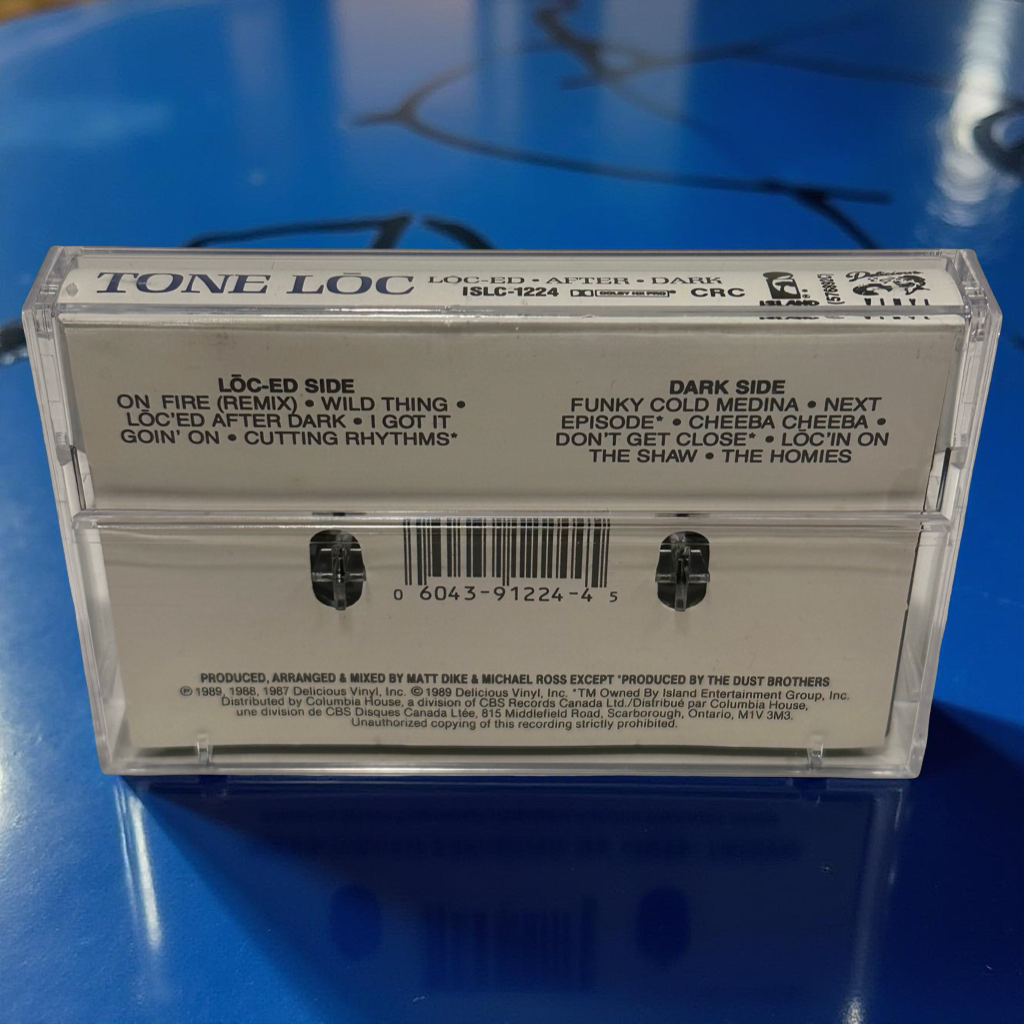 TONE LŌC
LŌC-ED • AFTER • DARK
ISLC-1224 DOLBY HX PRO* CRC
ISLAND
Delicious
VINYL
LŌC-ED SIDE
ON FIRE (REMIX) • WILD THING •
LŌC'ED AFTER DARK • I GOT IT
GOIN' ON • CUTTING RHYTHMS*
DARK SIDE
FUNKY COLD MEDINA • NEXT
EPISODE* • CHEEBA CHEEBA •
DON'T GET CLOSE* • LŌC'IN ON
THE SHAW • THE HOMIES
0 6043-91224-4 5
PRODUCED, ARRANGED & MIXED BY MATT DIKE & MICHAEL ROSS EXCEPT *PRODUCED BY THE DUST BROTHERS
℗ 1989, 1988, 1987 Delicious Vinyl, Inc. © 1989 Delicious Vinyl, Inc. *TM Owned By Island Entertainment Group, Inc.
Distributed by Columbia House, a division of CBS Records Canada Ltd./Distribué par Columbia House,
une division de CBS Disques Canada Ltée, 815 Middlefield Road, Scarborough, Ontario, M1V 3M3.
Unauthorized copying of this recording strictly prohibited.